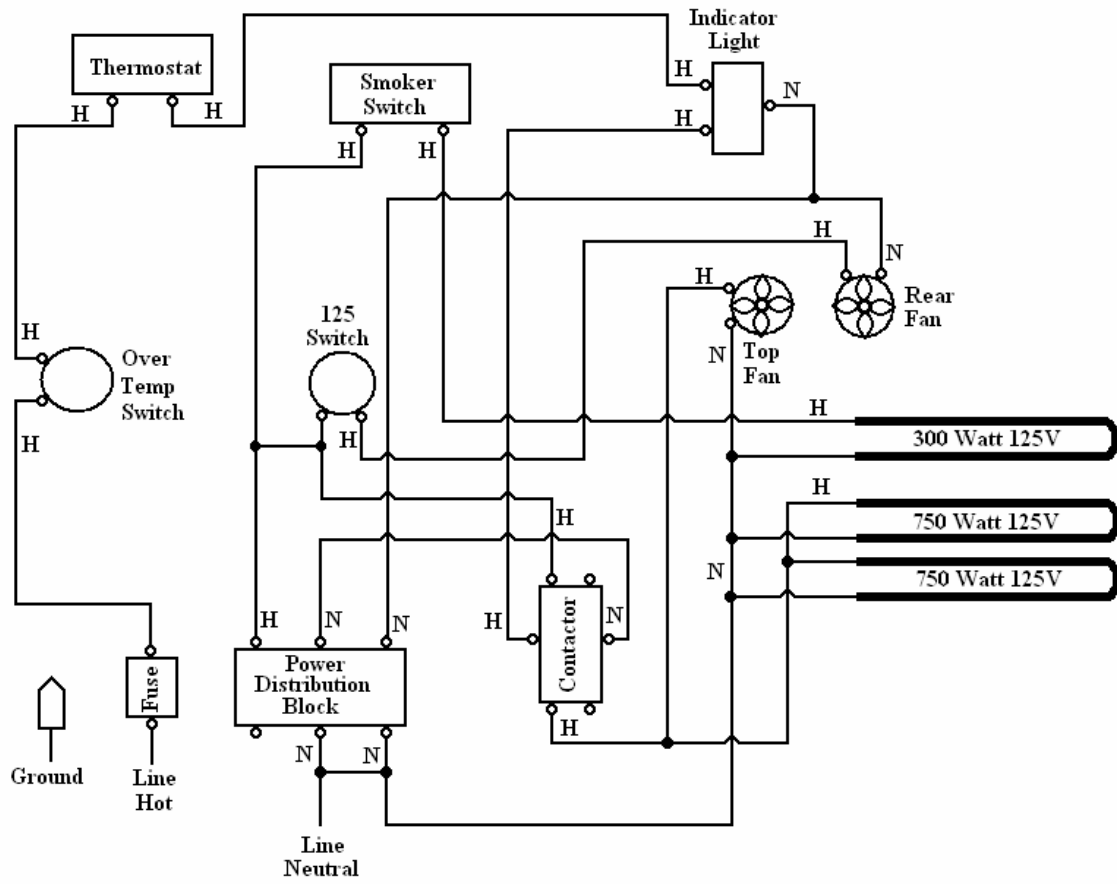 Indicator
Light
Thermostat
H
H
Smoker
Switch
H
H
H
H
N
H
H
N
H
Rear
Fan
N
Top
Fan
125
Switch
H
Over
Temp
Switch
H
H
H
300 Watt 125V
H
750 Watt 125V
N
750 Watt 125V
H
H
N
N
H
Contactor
N
H
Power
Distribution
Block
Fuse
N
N
Ground
Line
Hot
Line
Neutral